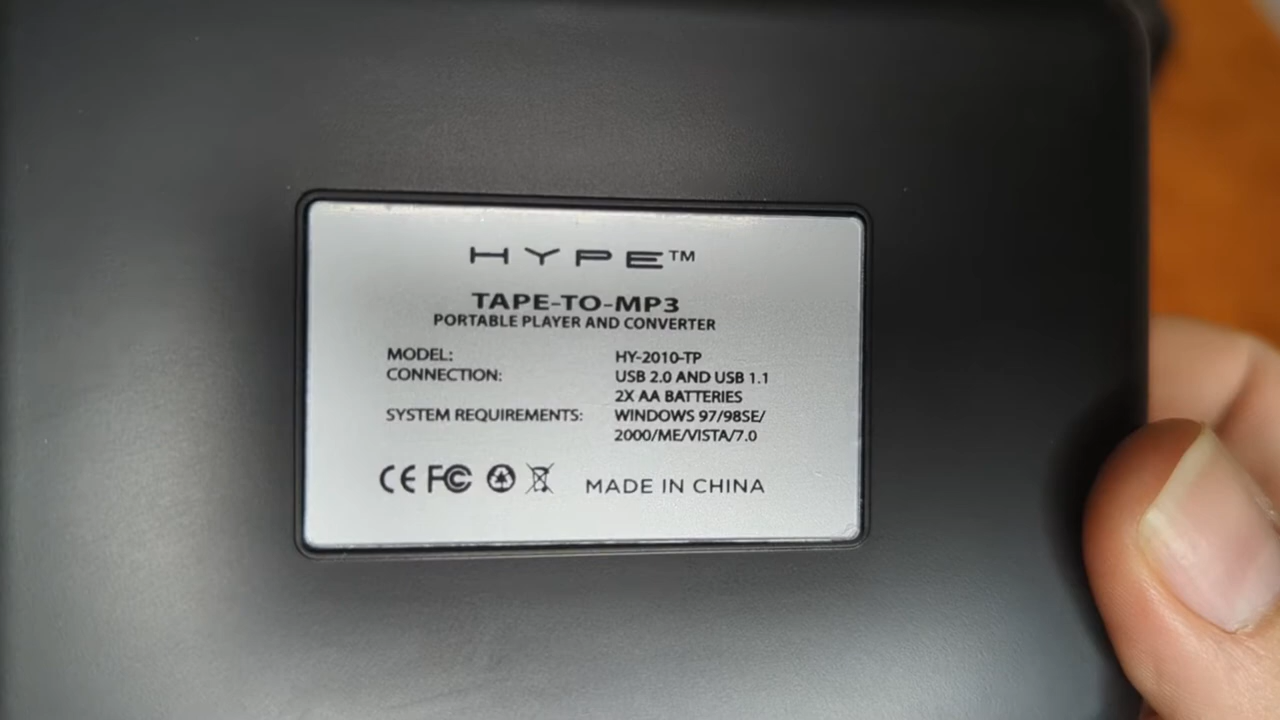 HYPE™
TAPE-TO-MP3
PORTABLE PLAYER AND CONVERTER
MODEL: HY-2010-TP
CONNECTION: USB 2.0 AND USB 1.1
2X AA BATTERIES
SYSTEM REQUIREMENTS: WINDOWS 97/98SE/
2000/ME/VISTA/7.0
CE FC MADE IN CHINA